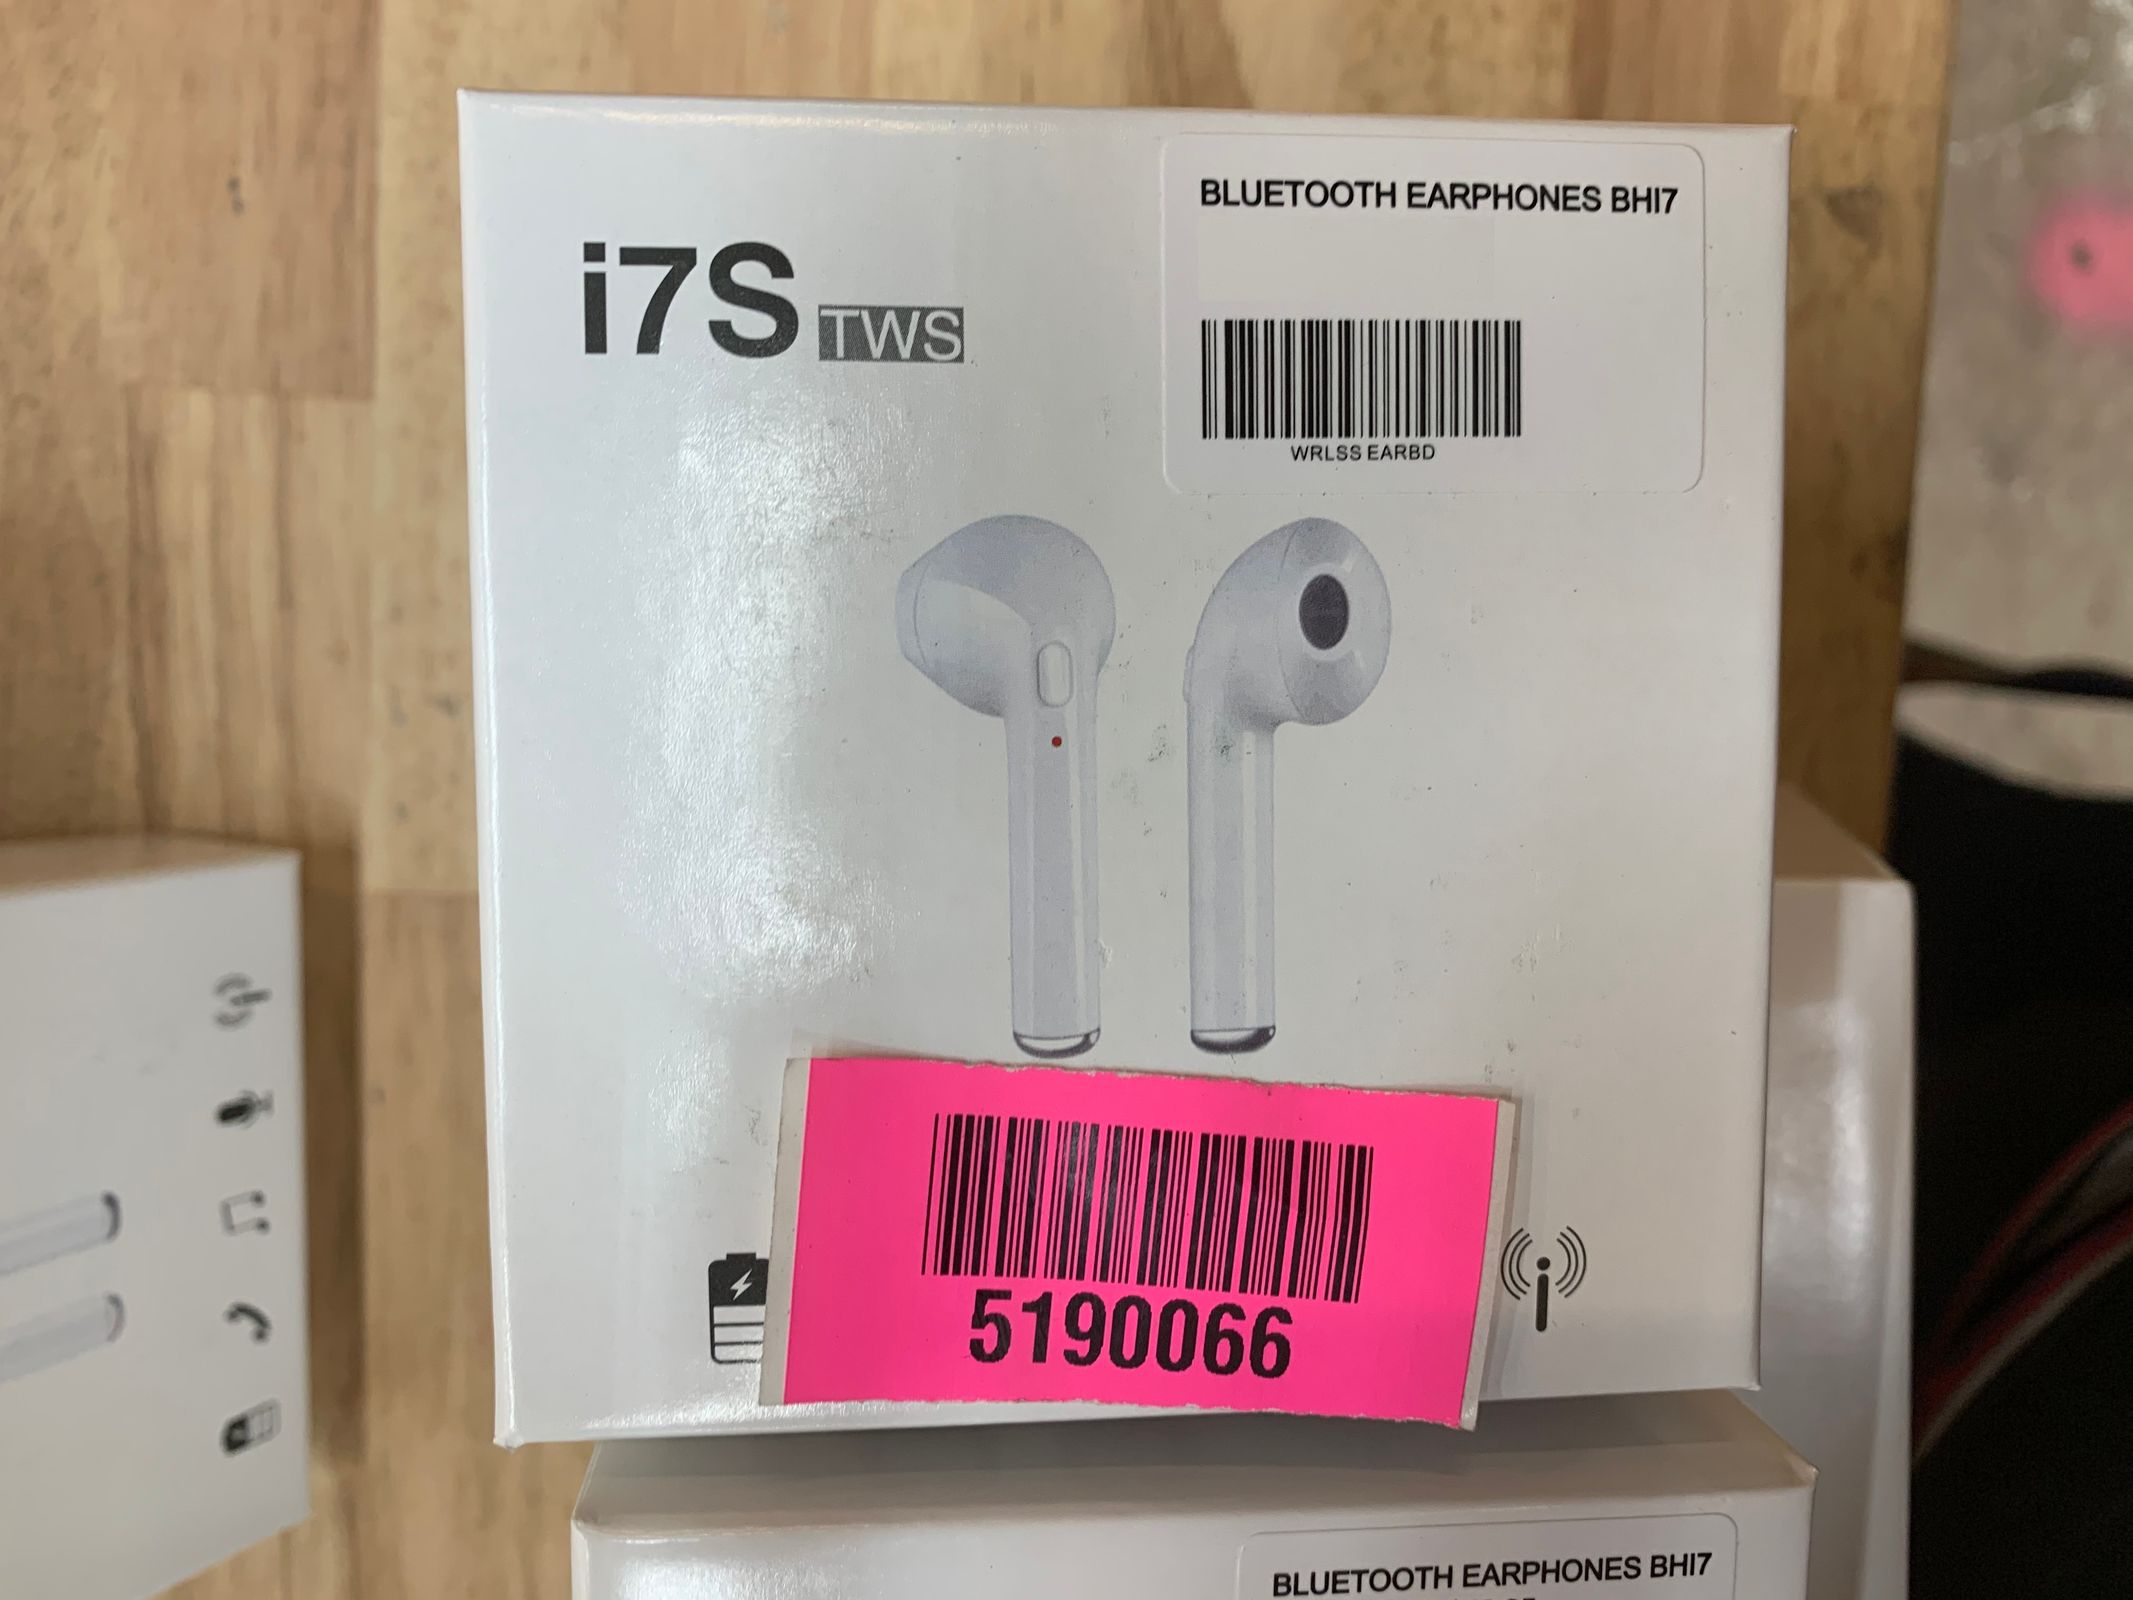 BLUETOOTH EARPHONES BHI7
i7S TWS
WRLSS EARBD
5190066
BLUETOOTH EARPHONES BHI7